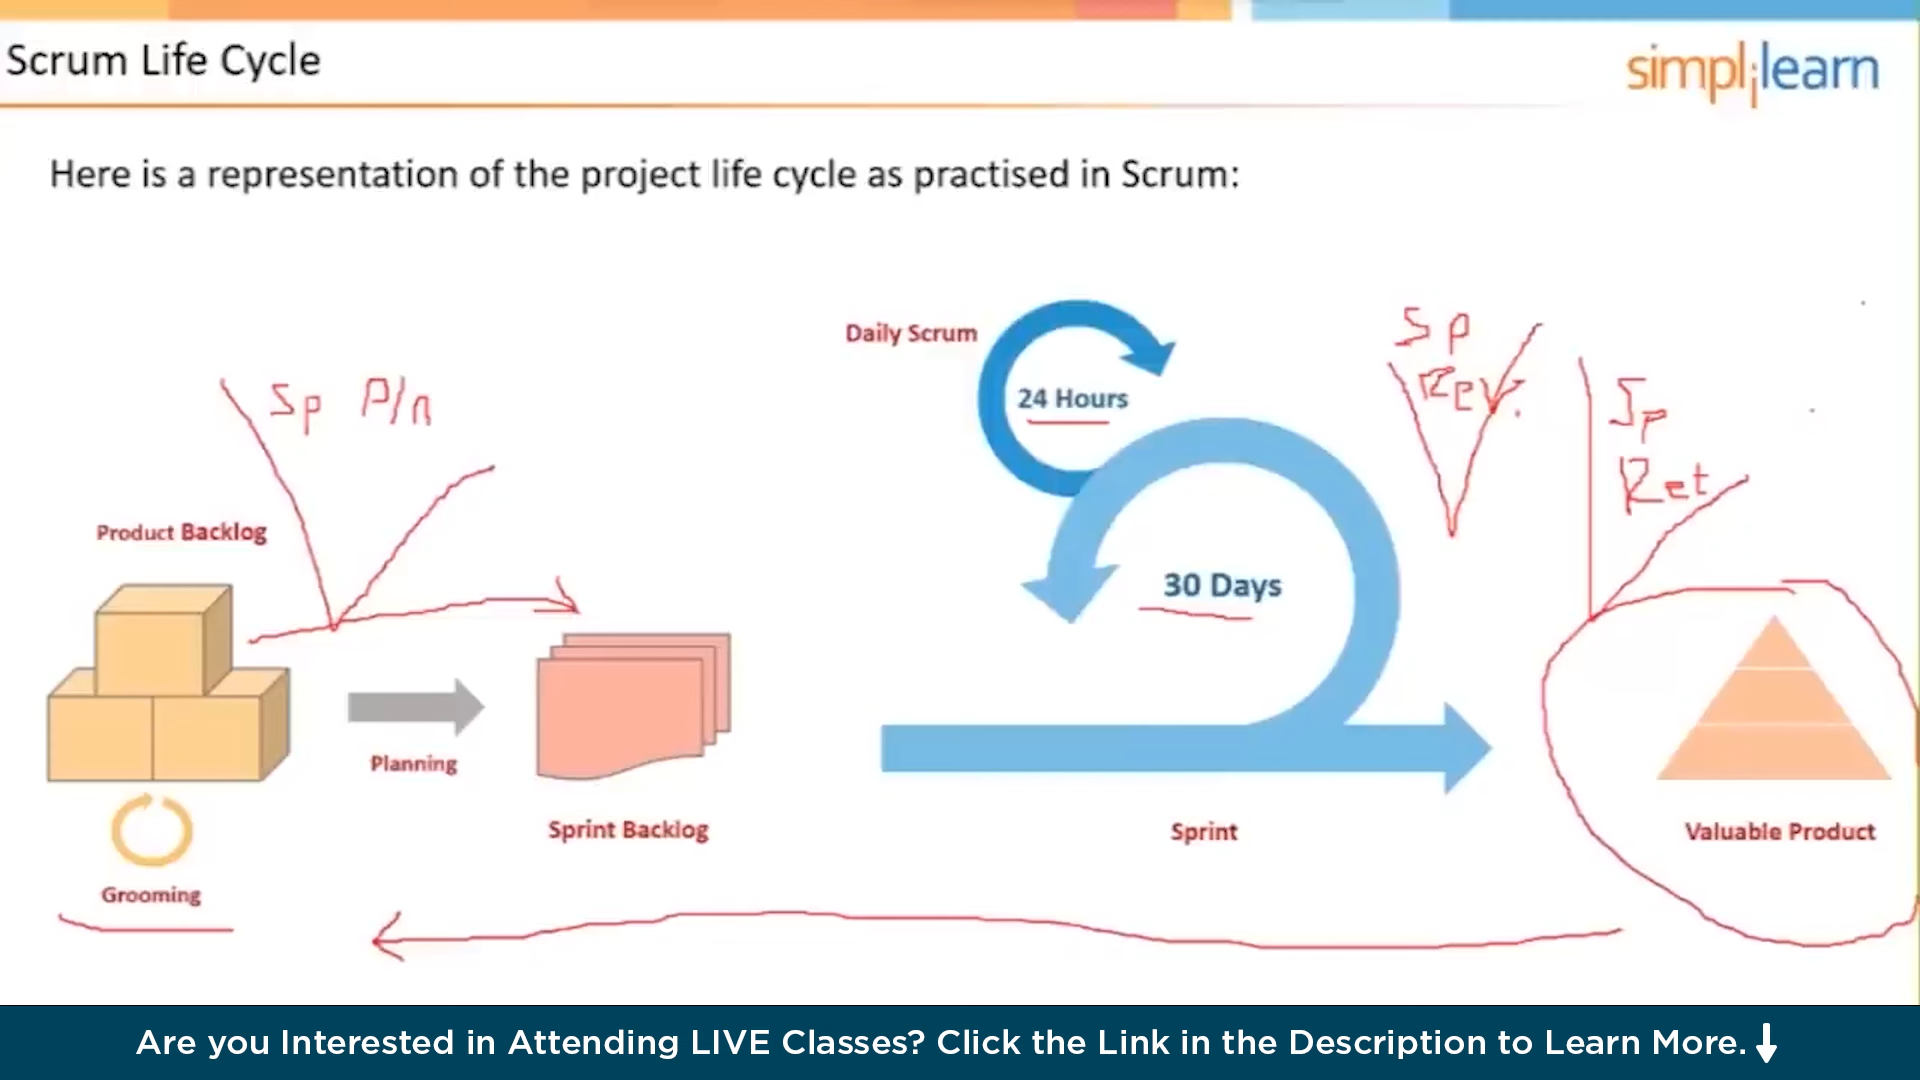 Scrum Life Cycle
simplilearn
Here is a representation of the project life cycle as practised in Scrum:
Daily Scrum
24 Hours
Sp
Rev.
Sp Pln
Sp
Ret
Product Backlog
30 Days
Planning
Sprint Backlog
Sprint
Valuable Product
Grooming
Are you Interested in Attending LIVE Classes? Click the Link in the Description to Learn More.